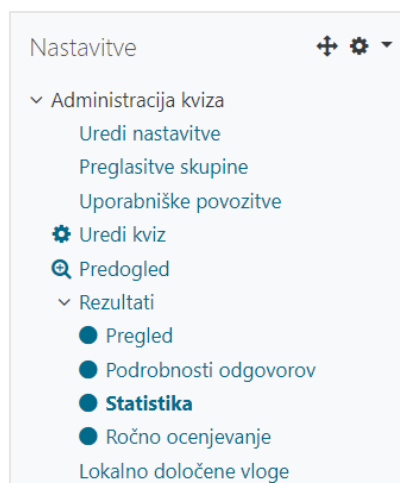 Nastavitve
Administracija kviza
Uredi nastavitve
Preglasitve skupine
Uporabniške povozitve
Uredi kviz
Predogled
Rezultati
Pregled
Podrobnosti odgovorov
Statistika
Ročno ocenjevanje
Lokalno določene vloge